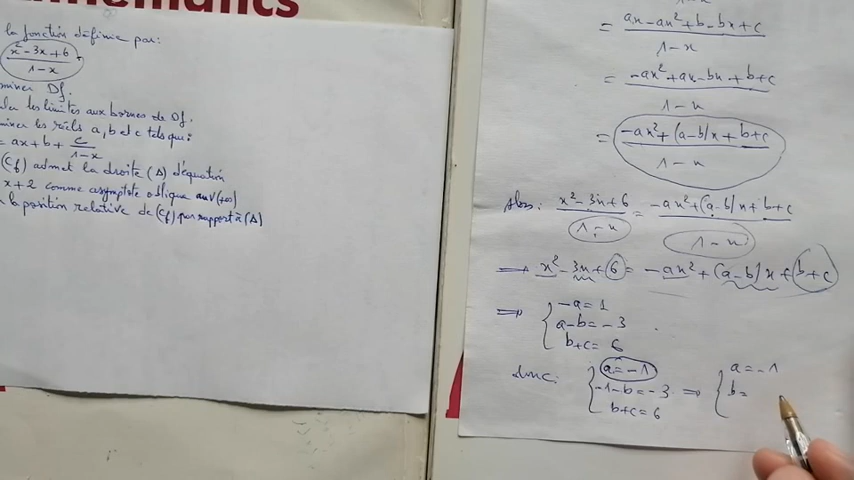 la fonction définie par:
x² - 3x + 6
1 - x
Df.
les limites aux bornes de Df.
les réels a, b et c tels que:
= ax + b + c
1 - x
(Cf) admet la droite (Δ) d'équation
x + 2 comme asymptote oblique au V(+∞)
la position relative de (Cf) par rapport à (Δ)
= ax - ax² + b - bx + c
1 - x
= -ax² + ax - bx + b + c
1 - x
= -ax² + (a-b)x + b + c
1 - x
Alors: x² - 3x + 6 = -ax² + (a-b)x + b + c
1 - x 1 - x
⟹ x² - 3x + 6 = -ax² + (a-b)x + b + c
⟹ { -a = 1
a - b = -3
b + c = 6
donc: { a = -1
-1 - b = -3 ⟹ { a = -1
b + c = 6 b =